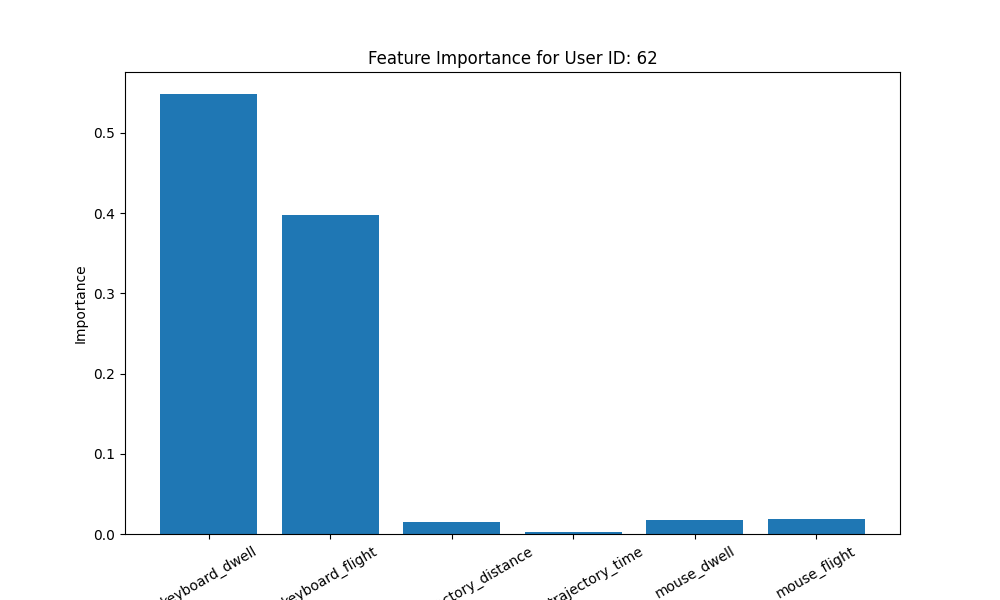 Feature Importance for User ID: 62
Importance
0.5
0.4
0.3
0.2
0.1
0.0
keyboard_dwell
keyboard_flight
ctory_distance
trajectory_time
mouse_dwell
mouse_flight